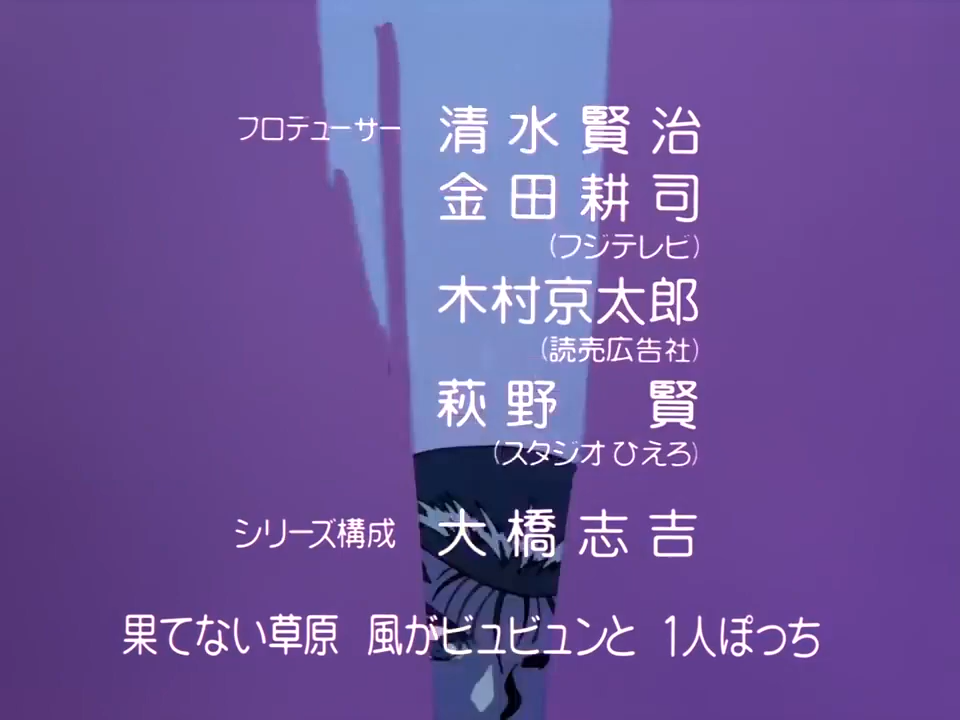 プロデューサー 清水賢治
金田耕司
(フジテレビ)
木村京太郎
(読売広告社)
萩野 賢
(スタジオひえろ)
シリーズ構成 大橋志吉
果てない草原 風がビュビュンと 1人ぽっち